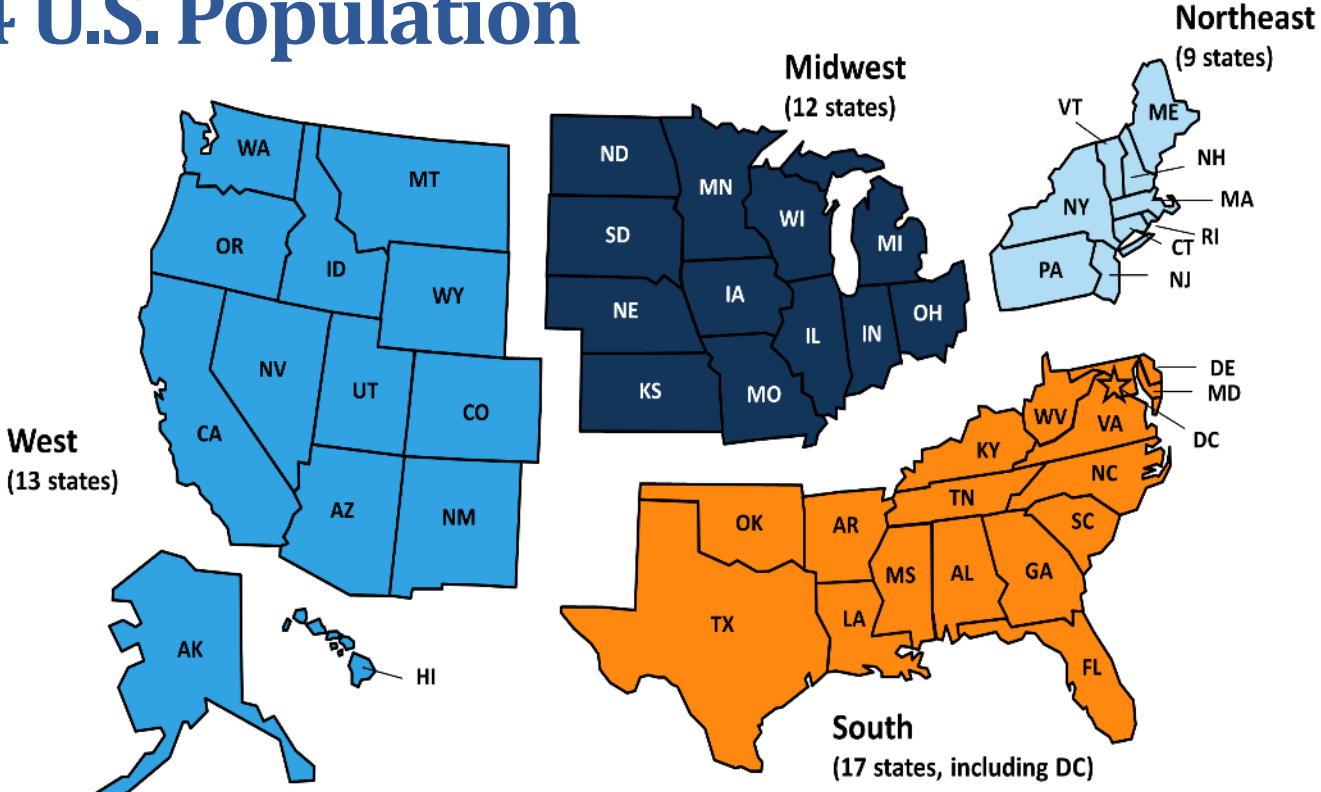 4 U.S. Population
Northeast
(9 states)
Midwest
(12 states)
West
(13 states)
South
(17 states, including DC)
WA
MT
OR
ID
WY
NV
UT
CO
CA
AZ
NM
AK
HI
ND
MN
SD
WI
MI
NE
IA
IL
IN
OH
KS
MO
VT
ME
NH
MA
NY
RI
CT
PA
NJ
DE
MD
DC
WV
VA
KY
NC
TN
SC
OK
AR
MS
AL
GA
TX
LA
FL